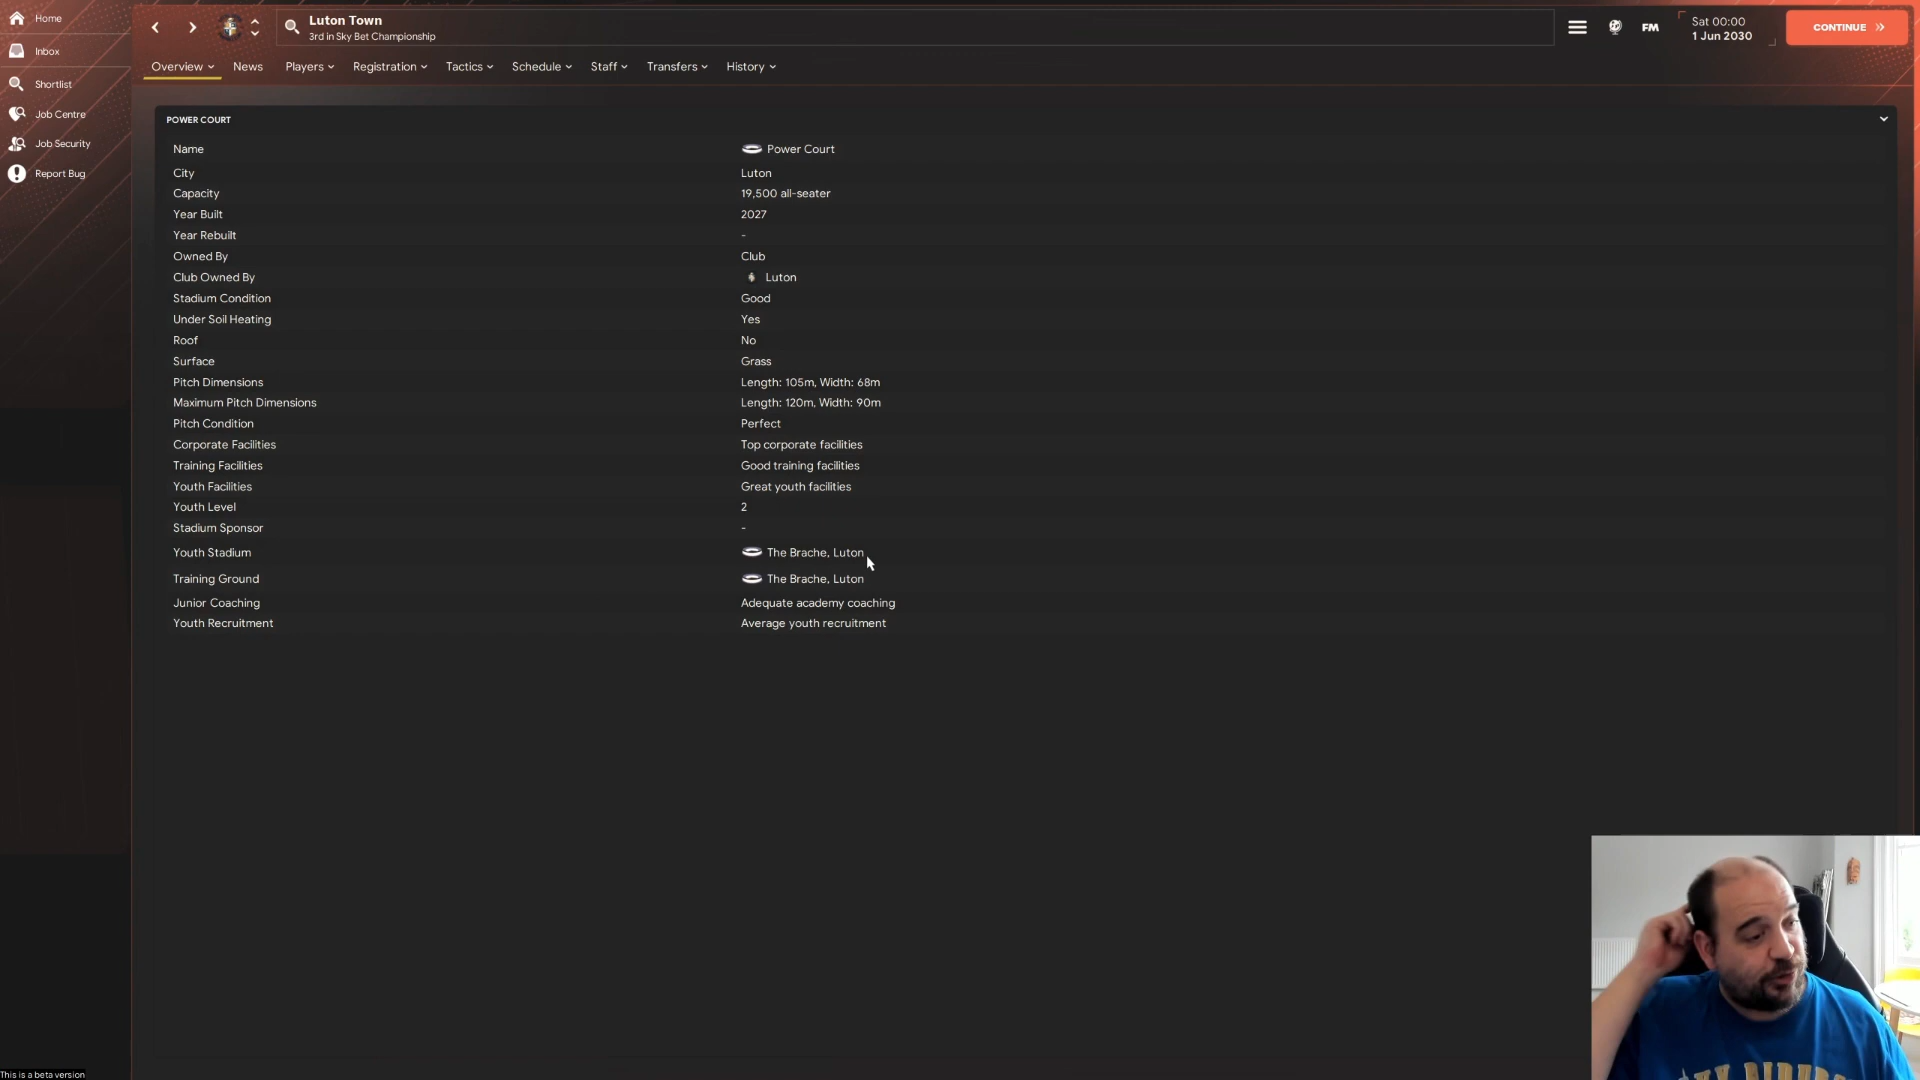 Home
Inbox
Shortlist
Job Centre
Job Security
Report Bug
Luton Town
3rd in Sky Bet Championship
FM
Sat 00:00
1 Jun 2030
CONTINUE
Overview
News
Players
Registration
Tactics
Schedule
Staff
Transfers
History
POWER COURT
Name Power Court
City Luton
Capacity 19,500 all-seater
Year Built 2027
Year Rebuilt -
Owned By Club
Club Owned By Luton
Stadium Condition Good
Under Soil Heating Yes
Roof No
Surface Grass
Pitch Dimensions Length: 105m, Width: 68m
Maximum Pitch Dimensions Length: 120m, Width: 90m
Pitch Condition Perfect
Corporate Facilities Top corporate facilities
Training Facilities Good training facilities
Youth Facilities Great youth facilities
Youth Level 2
Stadium Sponsor -
Youth Stadium The Brache, Luton
Training Ground The Brache, Luton
Junior Coaching Adequate academy coaching
Youth Recruitment Average youth recruitment
This is a beta version